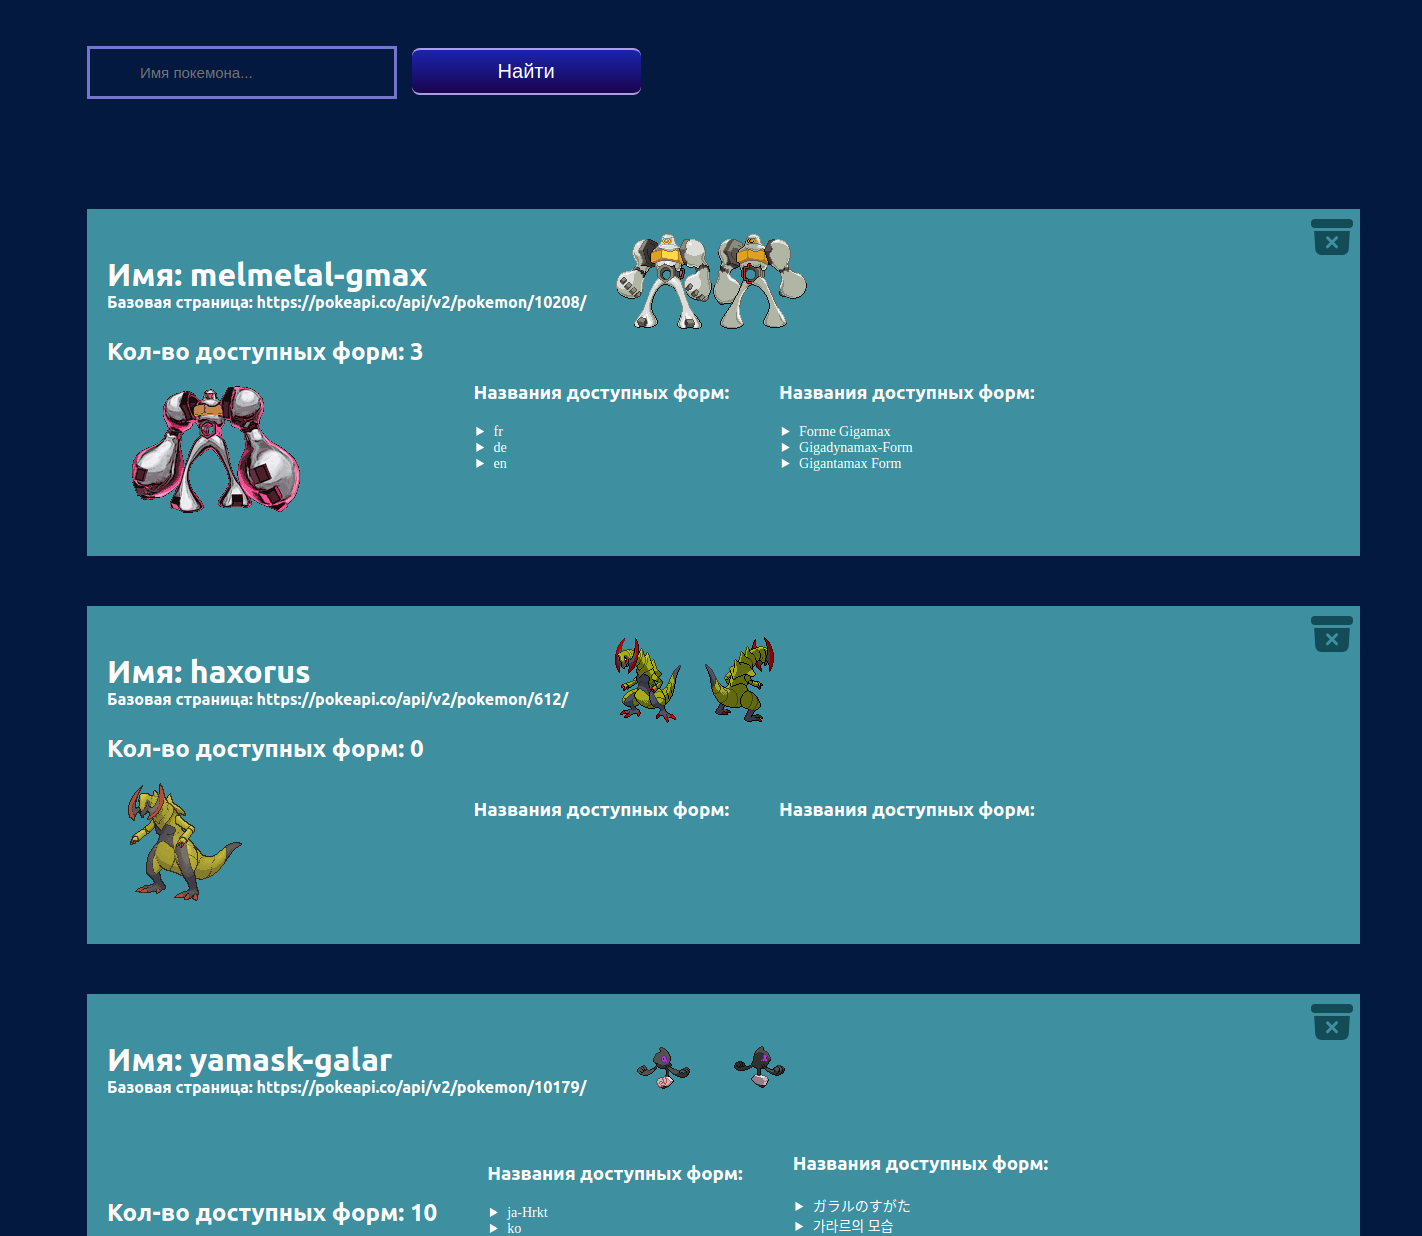 Имя покемона...
Найти
Имя: melmetal-gmax
Базовая страница: https://pokeapi.co/api/v2/pokemon/10208/
Кол-во доступных форм: 3
Названия доступных форм:
fr
de
en
Названия доступных форм:
Forme Gigamax
Gigadynamax-Form
Gigantamax Form
Имя: haxorus
Базовая страница: https://pokeapi.co/api/v2/pokemon/612/
Кол-во доступных форм: 0
Названия доступных форм:
Названия доступных форм:
Имя: yamask-galar
Базовая страница: https://pokeapi.co/api/v2/pokemon/10179/
Кол-во доступных форм: 10
Названия доступных форм:
ja-Hrkt
ko
Названия доступных форм:
ガラルのすがた
가라르의 모습